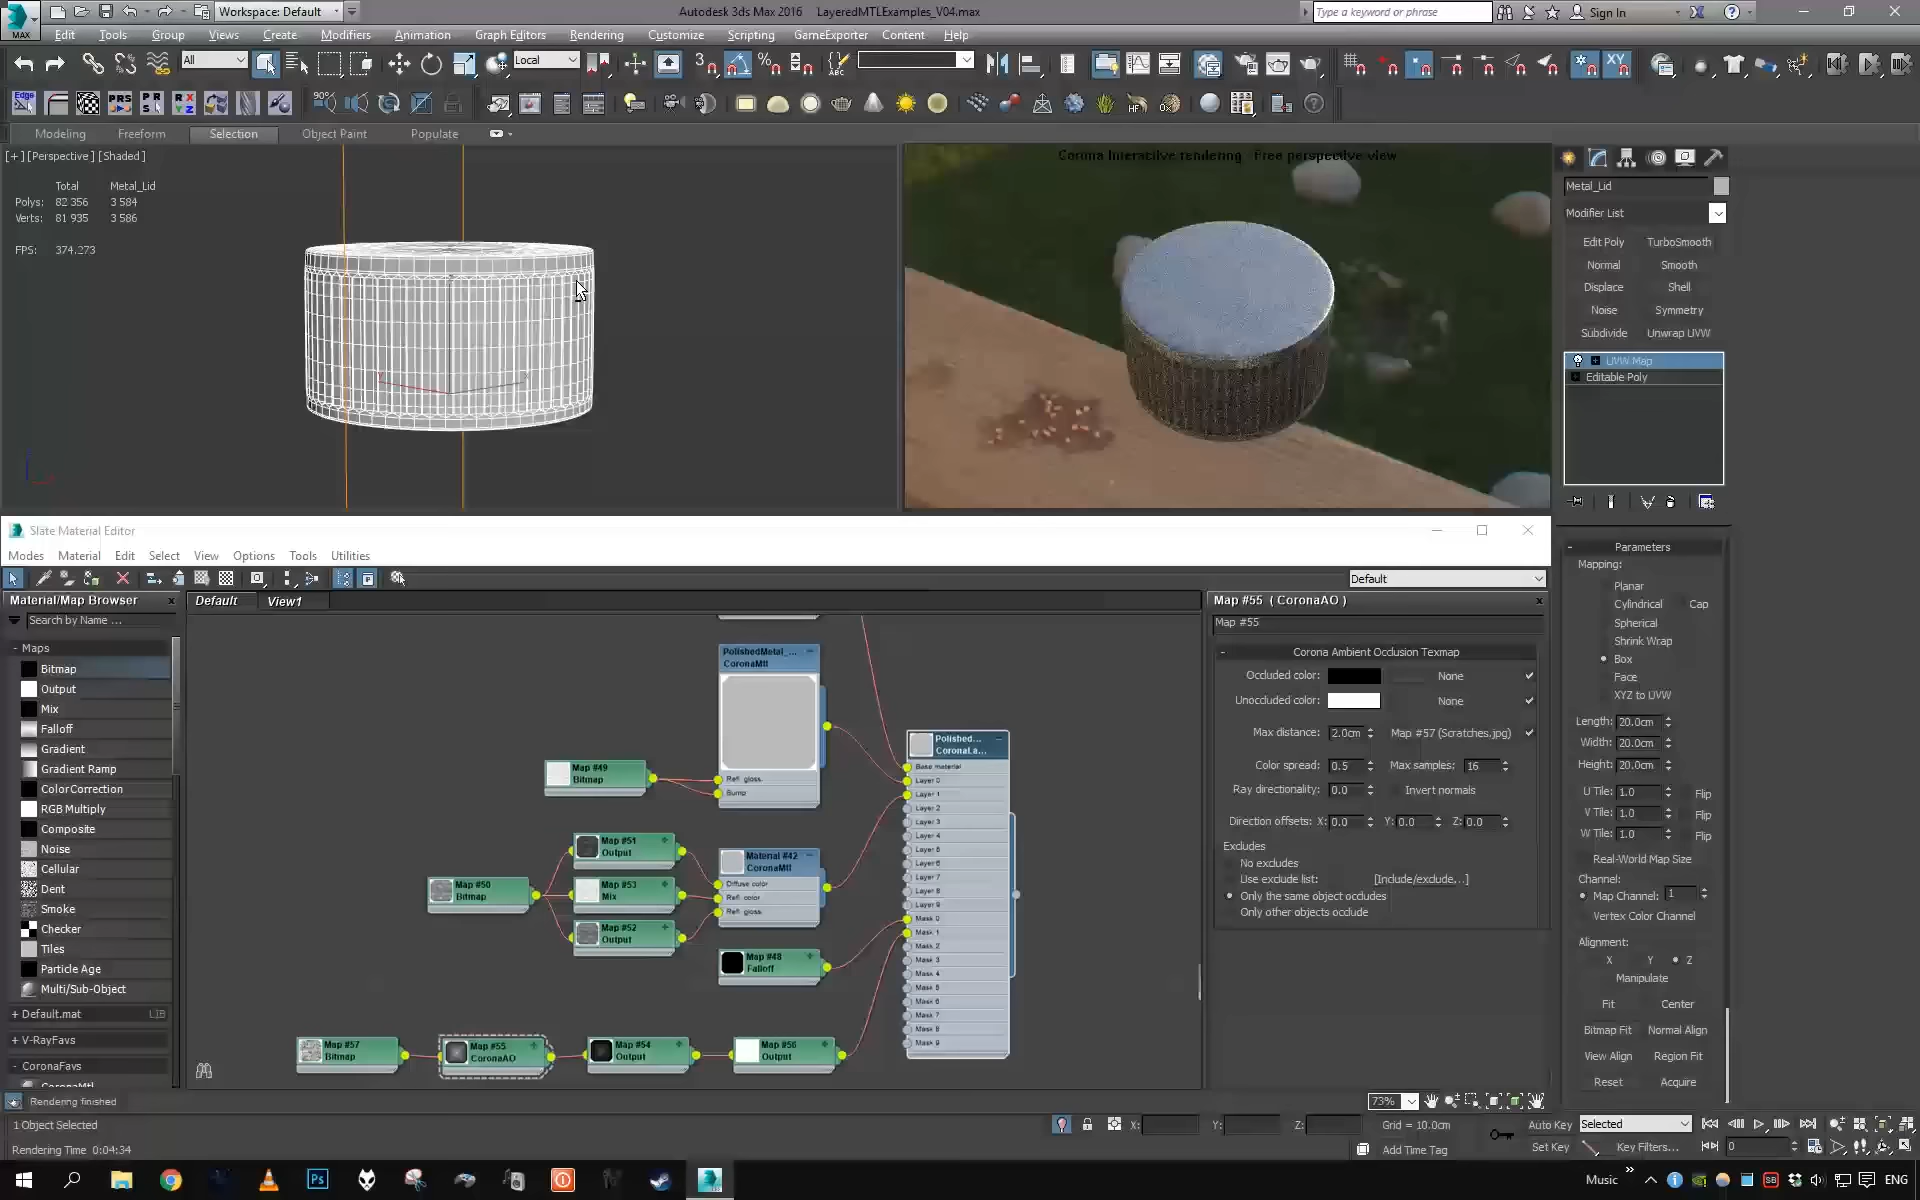 Workspace: Default
Autodesk 3ds Max 2016 LayeredMTLExamples_V04.max
Type a keyword or phrase
Sign In
MAX
Edit Tools Group Views Create Modifiers Animation Graph Editors Rendering Customize Scripting GameExporter Content Help
All
Local
Modeling Freeform Selection Object Paint Populate
[+] [Perspective] [Shaded]
Total Metal_Lid
Polys: 82 356 3 584
Verts: 81 935 3 586
FPS: 374.273
Corona Interactive rendering Free perspective view
Metal_Lid
Modifier List
Edit Poly TurboSmooth
Normal Smooth
Displace Shell
Noise Symmetry
Subdivide Unwrap UVW
UVW Map
Editable Poly
Slate Material Editor
Modes Material Edit Select View Options Tools Utilities
Default
Material/Map Browser
Search by Name ...
- Maps
Bitmap
Output
Mix
Falloff
Gradient
Gradient Ramp
ColorCorrection
RGB Multiply
Composite
Noise
Cellular
Dent
Smoke
Checker
Tiles
Particle Age
Multi/Sub-Object
+ Default.mat LIB
+ V-RayFavs
- CoronaFavs
CoronaMtl
Default View1
PolishedMetal_...
CoronaMtl
Refl gloss.
Bump
Map #49
Bitmap
Map #50
Bitmap
Map #51
Output
Map #53
Mix
Map #52
Output
Material #42
CoronaMtl
Diffuse color
Refl. color
Refl gloss.
Map #48
Falloff
Map #57
Bitmap
Map #55
CoronaAO
Map #54
Output
Map #56
Output
Polished...
CoronaLa...
Base material
Layer 0
Layer 1
Layer 2
Layer 3
Layer 4
Layer 5
Layer 6
Layer 7
Layer 8
Layer 9
Mask 0
Mask 1
Mask 2
Mask 3
Mask 4
Mask 5
Mask 6
Mask 7
Mask 8
Mask 9
Map #55 ( CoronaAO )
Map #55
- Corona Ambient Occlusion Texmap
Occluded color: None
Unoccluded color: None
Max distance: 2.0cm Map #57 (Scratches.jpg)
Color spread: 0.5 Max samples: 16
Ray directionality: 0.0 Invert normals
Direction offsets: X: 0.0 Y: 0.0 Z: 0.0
Excludes
No excludes
Use exclude list: [Include/exclude...]
Only the same object occludes
Only other objects occlude
- Parameters
Mapping:
Planar
Cylindrical Cap
Spherical
Shrink Wrap
Box
Face
XYZ to UVW
Length: 20.0cm
Width: 20.0cm
Height: 20.0cm
U Tile: 1.0 Flip
V Tile: 1.0 Flip
W Tile: 1.0 Flip
Real-World Map Size
Channel:
Map Channel: 1
Vertex Color Channel
Alignment:
X Y Z
Manipulate
Fit Center
Bitmap Fit Normal Align
View Align Region Fit
Reset Acquire
Rendering finished
73%
1 Object Selected
X: Y: Z: Grid = 10.0cm
Auto Key Selected
Rendering Time 0:04:34
Add Time Tag
Set Key Key Filters... 0
Music ENG